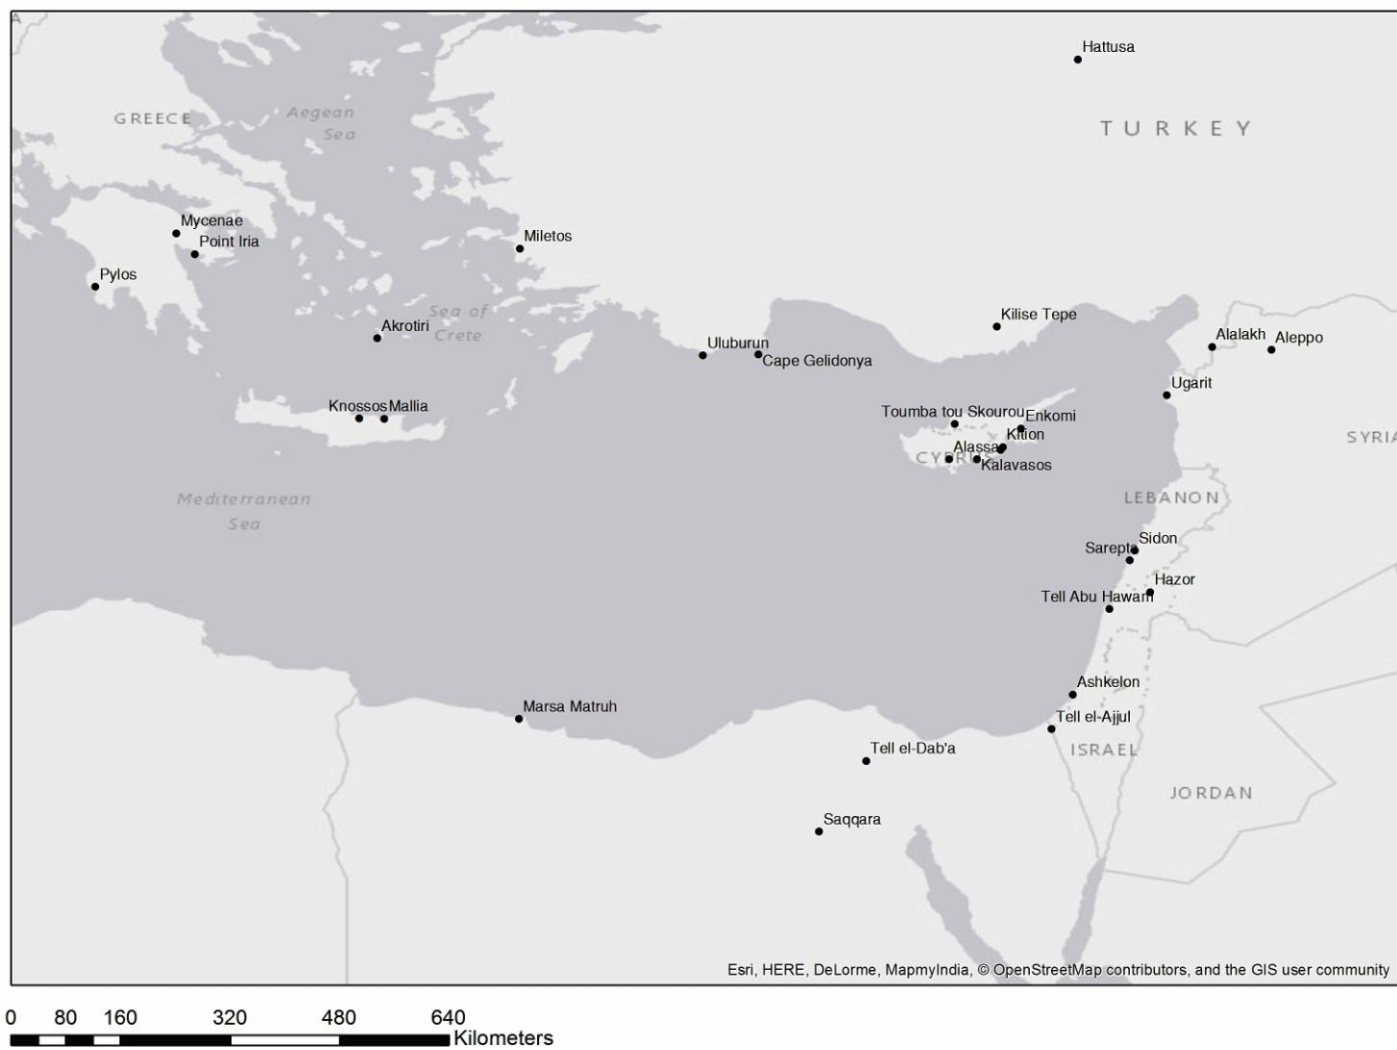 Hattusa
TURKEY
GREECE
Aegean
Sea
Mycenae
Point Iria
Pylos
Miletos
Sea of
Crete
Akrotiri
Uluburun
Cape Gelidonya
Kilise Tepe
Alalakh
Aleppo
Ugarit
Knossos
Mallia
Toumba tou Skourou
Enkomi
Kition
Alassa
CYPRUS
Kalavasos
SYRIA
Mediterranean
Sea
LEBANON
Sidon
Sarepta
Hazor
Tell Abu Hawam
Ashkelon
Marsa Matruh
Tell el-Ajjul
Tell el-Dab'a
ISRAEL
JORDAN
Saqqara
Esri, HERE, DeLorme, MapmyIndia, © OpenStreetMap contributors, and the GIS user community
0 80 160 320 480 640
Kilometers